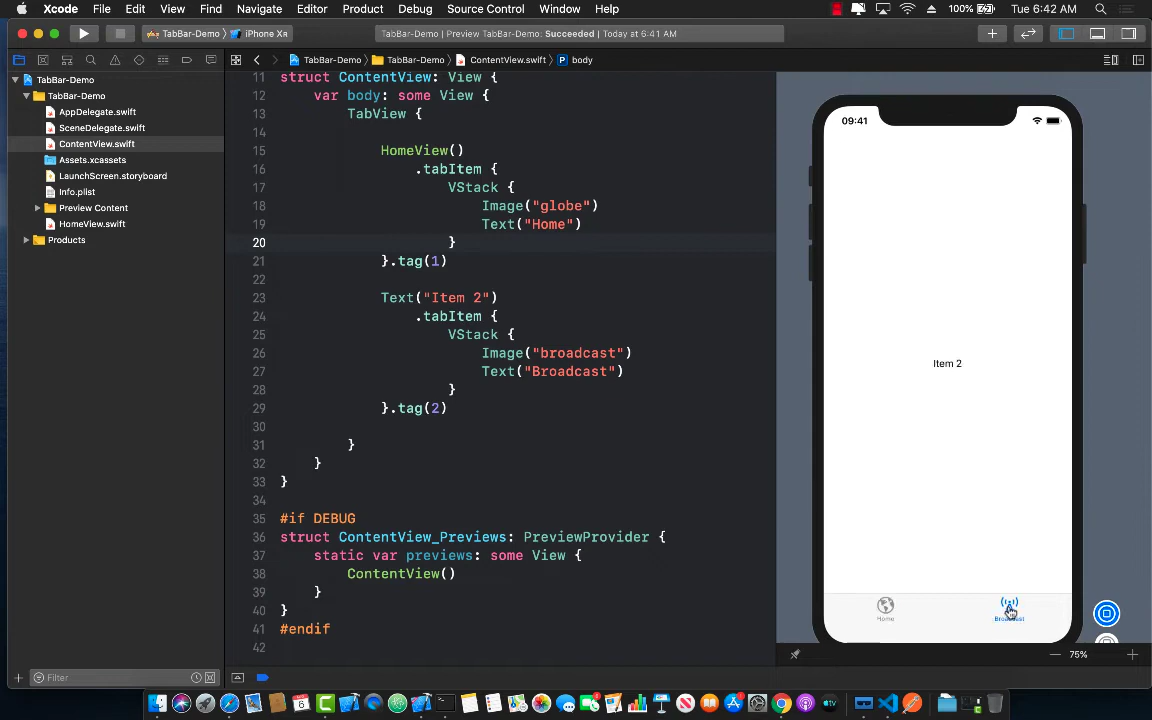 Xcode File Edit View Find Navigate Editor Product Debug Source Control Window Help 100% Tue 6:42 AM
TabBar-Demo iPhone XR TabBar-Demo | Preview TabBar-Demo: Succeeded | Today at 6:41 AM
TabBar-Demo TabBar-Demo ContentView.swift P body
TabBar-Demo
TabBar-Demo
AppDelegate.swift
SceneDelegate.swift
ContentView.swift
Assets.xcassets
LaunchScreen.storyboard
Info.plist
Preview Content
HomeView.swift
Products
Filter
11 struct ContentView: View {
12 var body: some View {
13 TabView {
14
15 HomeView()
16 .tabItem {
17 VStack {
18 Image("globe")
19 Text("Home")
20 }
21 }.tag(1)
22
23 Text("Item 2")
24 .tabItem {
25 VStack {
26 Image("broadcast")
27 Text("Broadcast")
28 }
29 }.tag(2)
30
31 }
32 }
33 }
34
35 #if DEBUG
36 struct ContentView_Previews: PreviewProvider {
37 static var previews: some View {
38 ContentView()
39 }
40 }
41 #endif
42
09:41
Item 2
Home Broadcast
75%